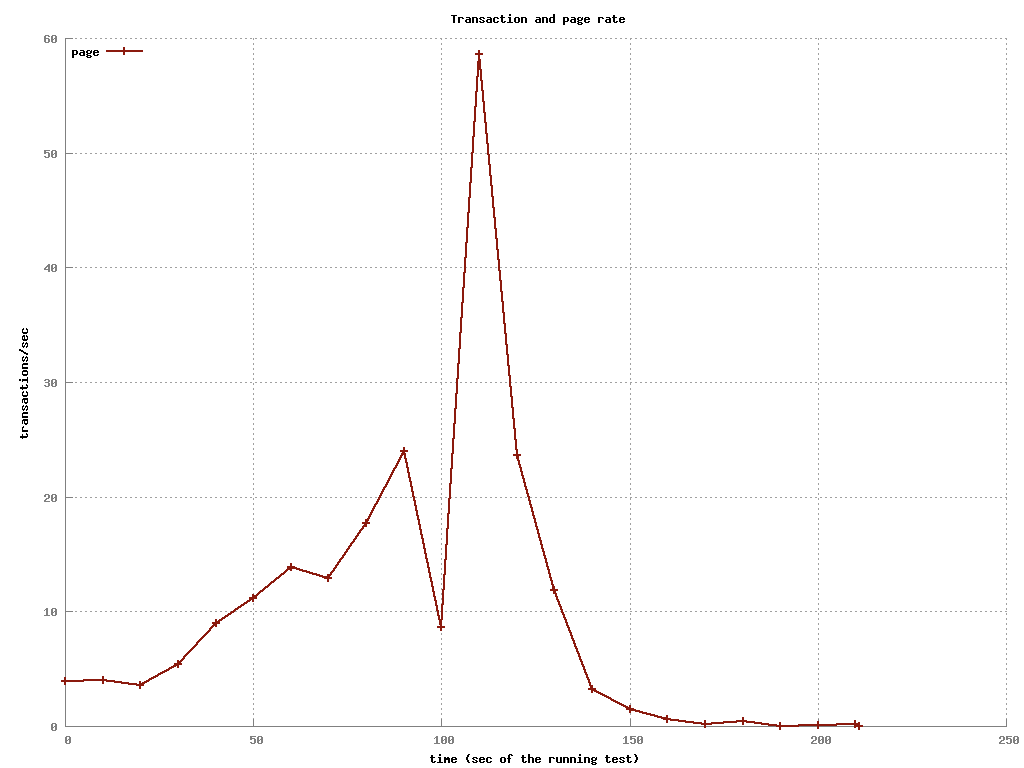 Transaction and page rate
page
60
50
40
30
20
10
0
transactions/sec
0 50 100 150 200 250
time (sec of the running test)